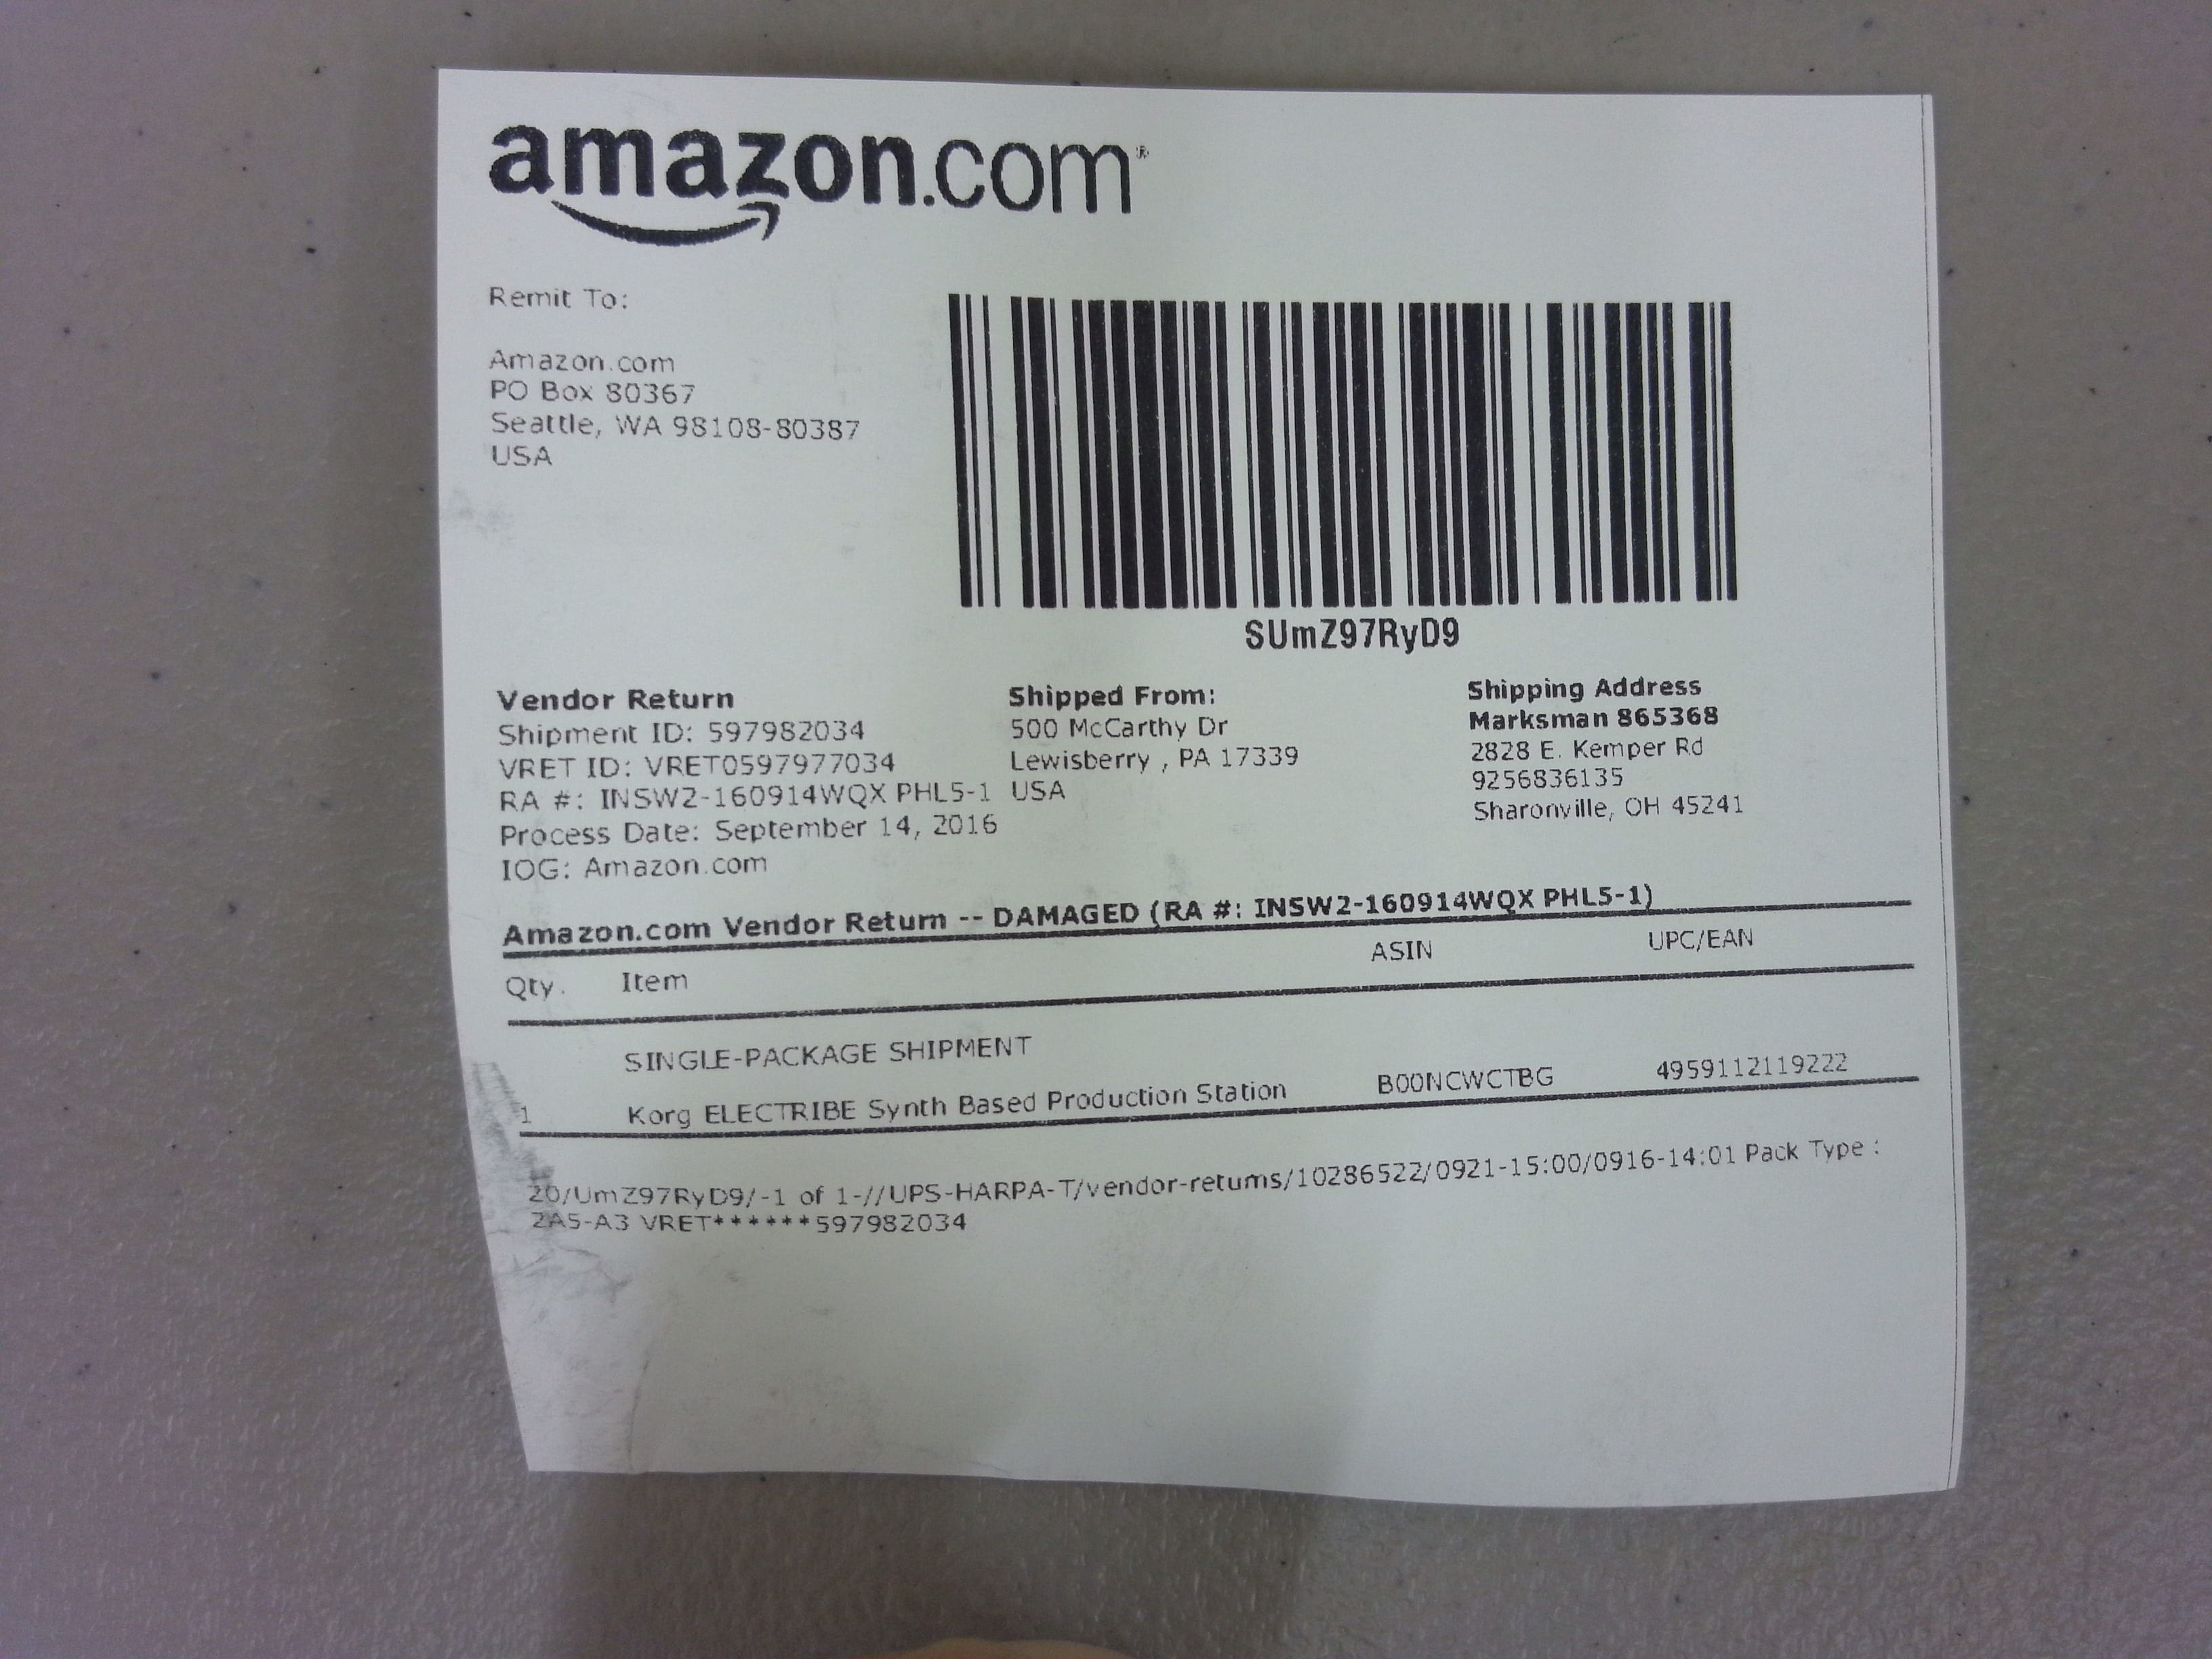 amazon.com®
Remit To:
Amazon.com
PO Box 80367
Seattle, WA 98108-80387
USA
SUmZ97RyD9
Vendor Return
Shipment ID: 597982034
VRET ID: VRET0597977034
RA #: INSW2-160914WQX PHL5-1
Process Date: September 14, 2016
IOG: Amazon.com
Shipped From:
500 McCarthy Dr
Lewisberry , PA 17339
USA
Shipping Address
Marksman 865368
2828 E. Kemper Rd
9256836135
Sharonville, OH 45241
Amazon.com Vendor Return -- DAMAGED (RA #: INSW2-160914WQX PHL5-1)
Qty. Item ASIN UPC/EAN
SINGLE-PACKAGE SHIPMENT
1 Korg ELECTRIBE Synth Based Production Station B00NCWCTBG 4959112119222
20/UmZ97RyD9/-1 of 1-//UPS-HARPA-T/vendor-returns/10286522/0921-15:00/0916-14:01 Pack Type :
2A5-A3 VRET******597982034